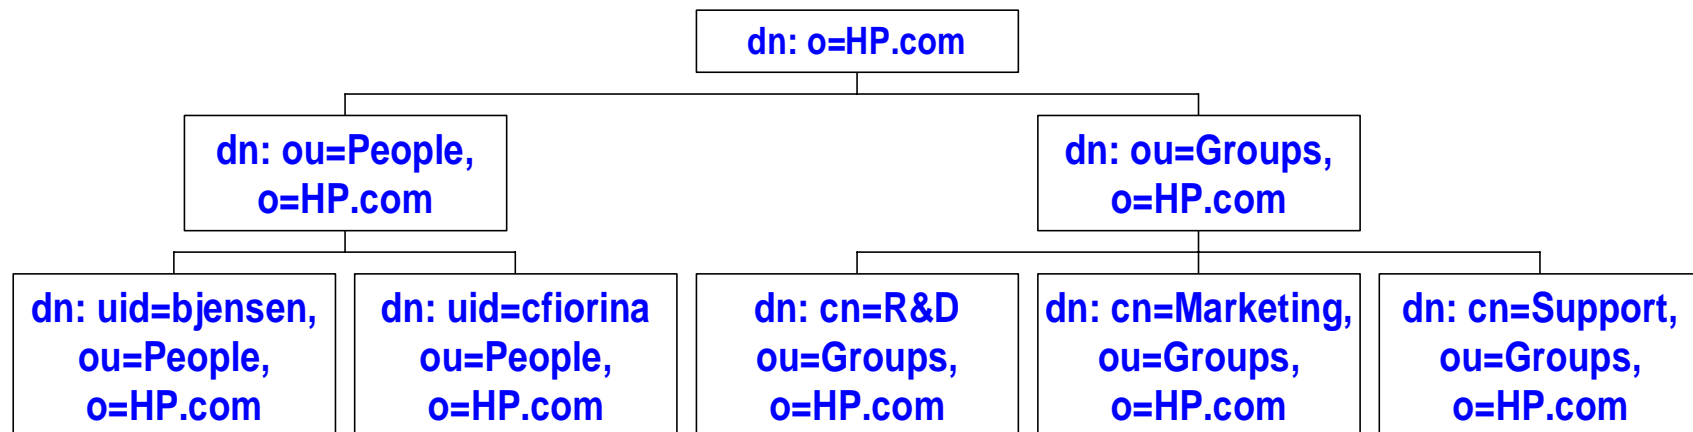 dn: o=HP.com
dn: ou=People,
o=HP.com
dn: ou=Groups,
o=HP.com
dn: uid=bjensen,
ou=People,
o=HP.com
dn: uid=cfiorina
ou=People,
o=HP.com
dn: cn=R&D
ou=Groups,
o=HP.com
dn: cn=Marketing,
ou=Groups,
o=HP.com
dn: cn=Support,
ou=Groups,
o=HP.com